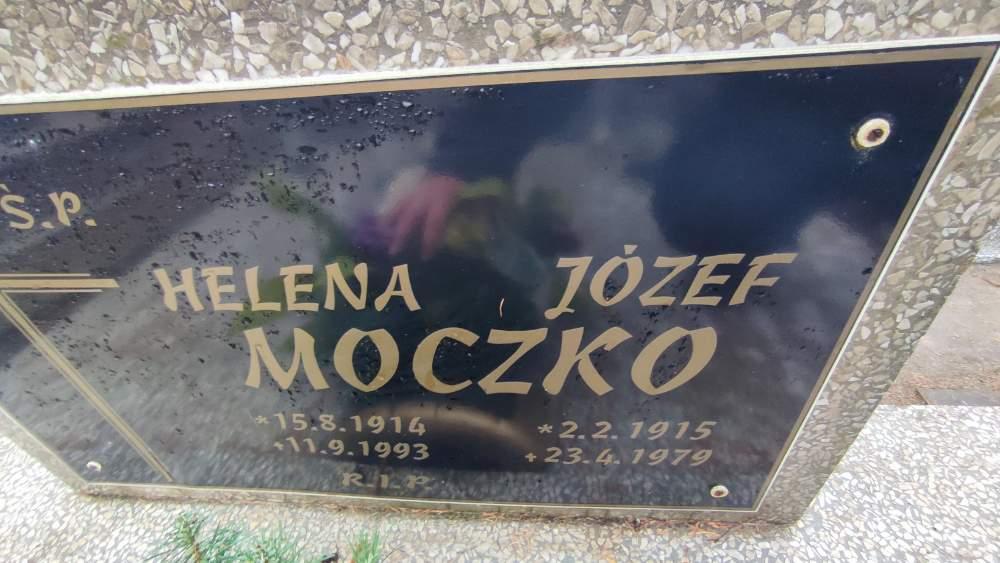 Ś.P.
HELENA JÓZEF
MOCZKO
*15.8.1914 *2.2.1915
+11.9.1993 +23.4.1979
R.I.P.